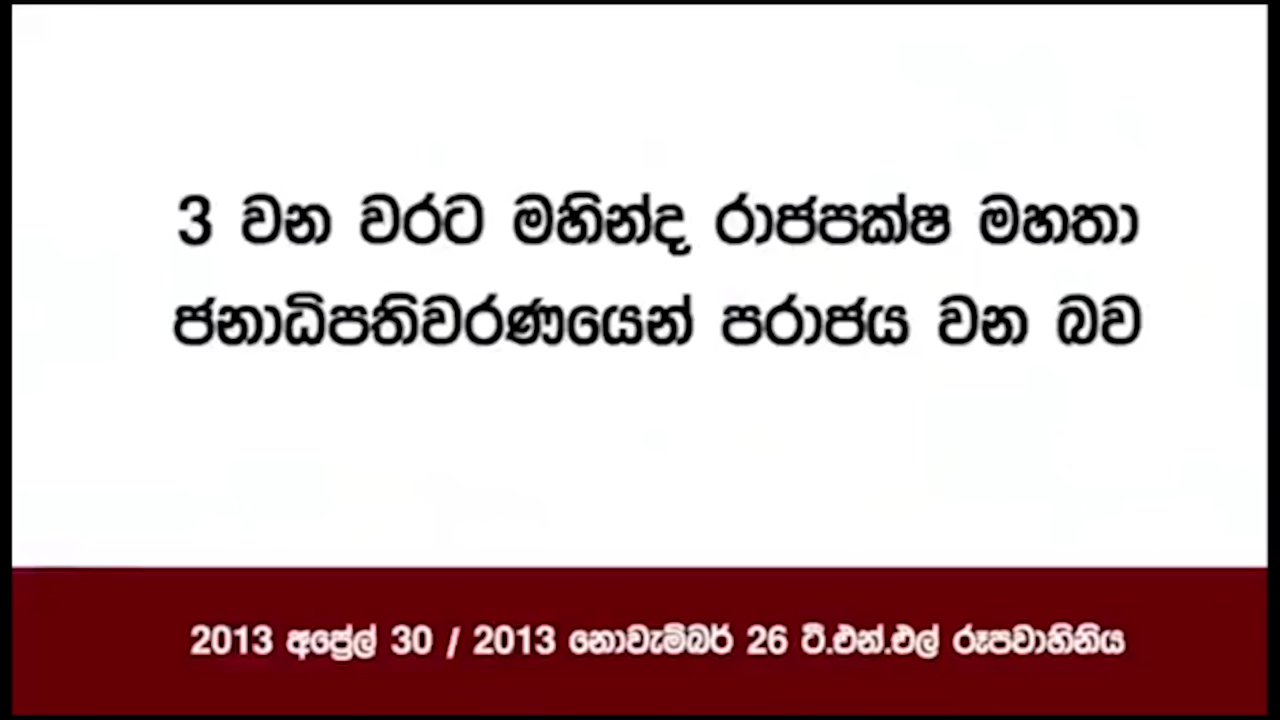 3 වන වරට මහින්ද රාජපක්ෂ මහතා
ජනාධිපතිවරණයෙන් පරාජය වන බව
2013 අප්‍රේල් 30 / 2013 නොවැම්බර් 26 ටී.එන්.එල් රූපවාහිනිය